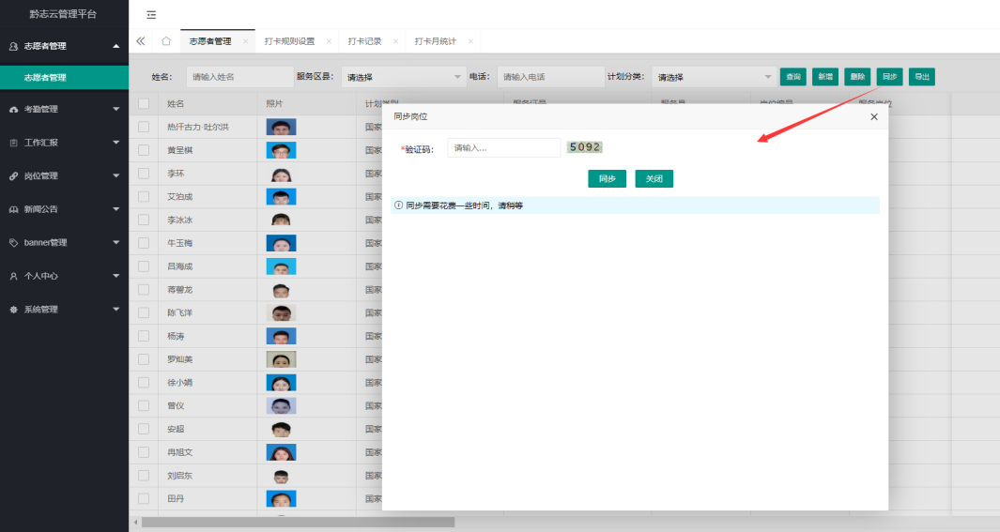 黔志云管理平台
志愿者管理
志愿者管理
考勤管理
工作汇报
岗位管理
新闻公告
banner管理
个人中心
系统管理
志愿者管理 × 打卡规则设置 × 打卡记录 × 打卡月统计 ×
姓名: 请输入姓名 服务区县: 请选择 电话: 请输入电话 计划分类: 请选择 查询 新增 删除 同步 导出
姓名 照片
同步岗位
*验证码: 请输入... 5092
同步 关闭
同步需要花费一些时间，请稍等
热汗古力·吐尔洪 国家
黄呈棋 国家
李环 国家
艾泊成 国家
李冰冰 国家
牛玉梅 国家
吕海成 国家
蒋馨龙 国家
陈飞洋 国家
杨涛 国家
罗灿美 国家
徐小娟 国家
曾仪 国家
安超 国家
冉旭文 国家
刘启东 国家
田丹 国家